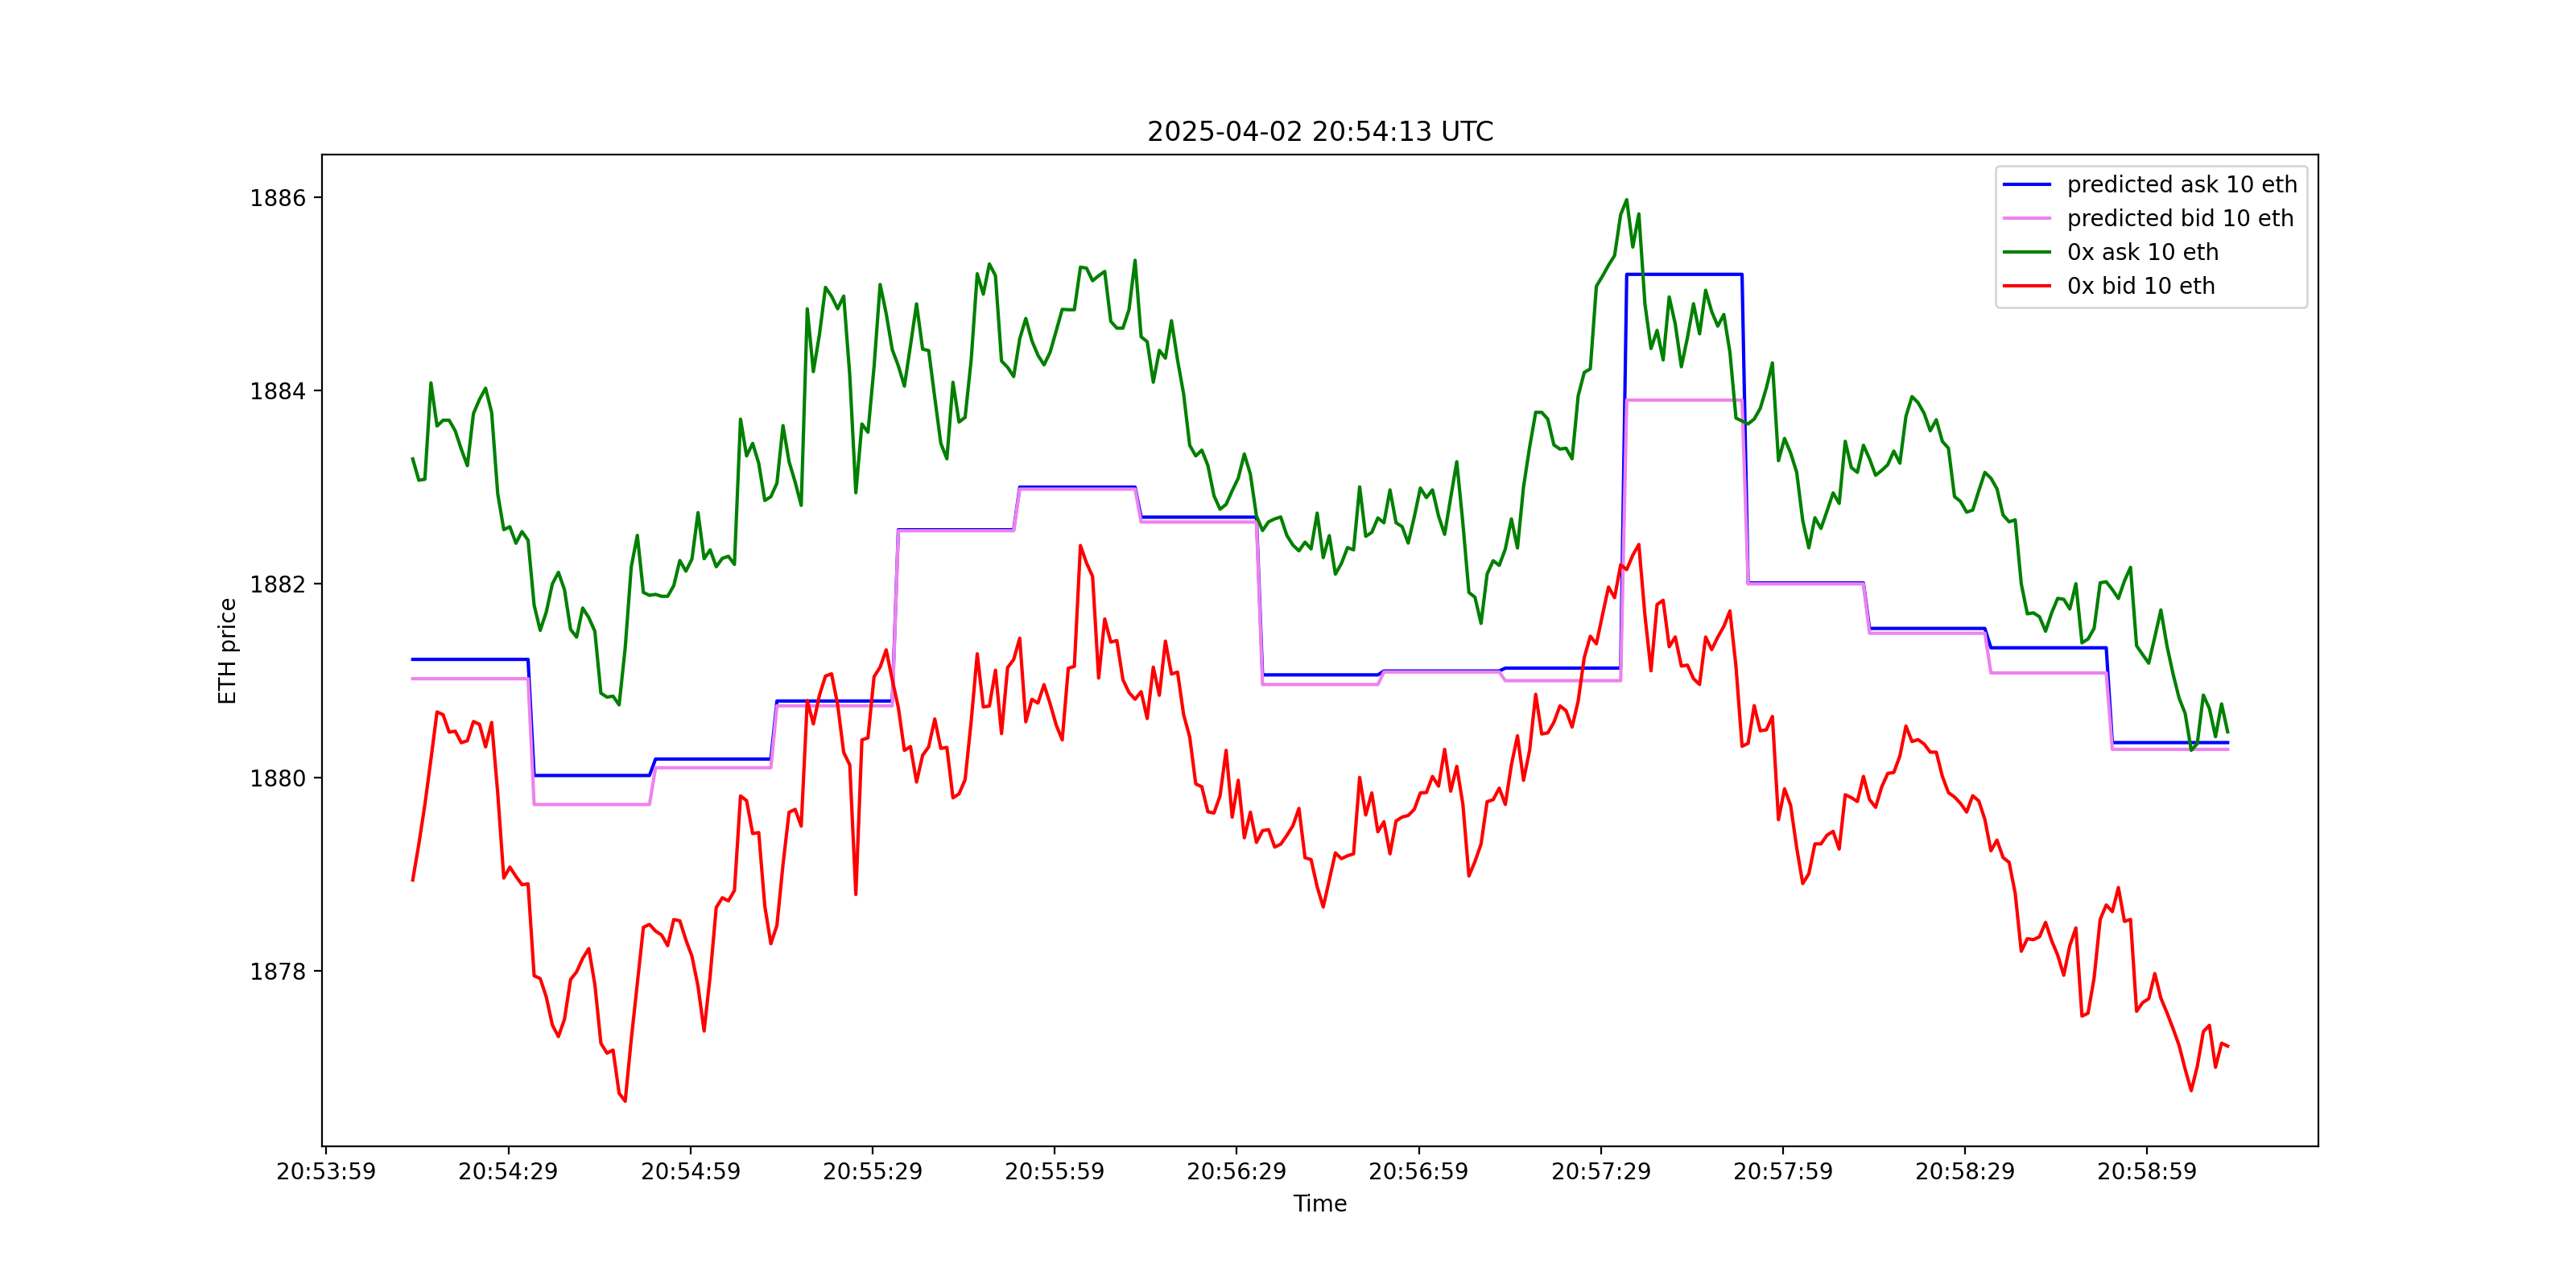 2025-04-02 20:54:13 UTC
predicted ask 10 eth
predicted bid 10 eth
0x ask 10 eth
0x bid 10 eth
ETH price
1886
1884
1882
1880
1878
20:53:59 20:54:29 20:54:59 20:55:29 20:55:59 20:56:29 20:56:59 20:57:29 20:57:59 20:58:29 20:58:59
Time